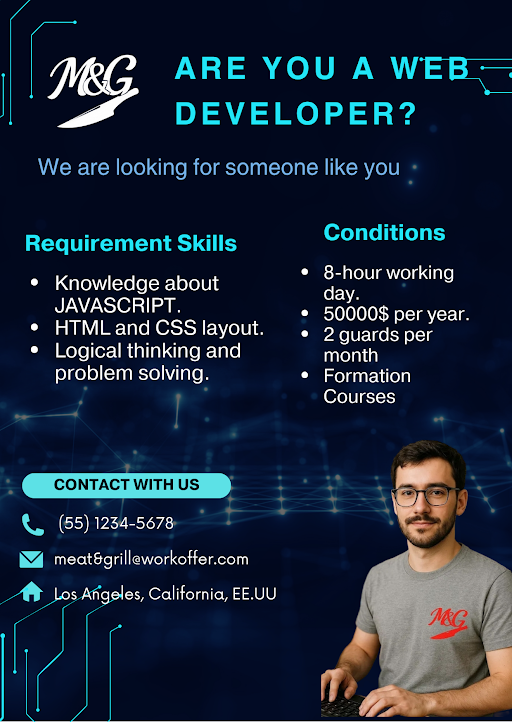 M&G
ARE YOU A WEB
DEVELOPER?
We are looking for someone like you
Requirement Skills
• Knowledge about
JAVASCRIPT.
• HTML and CSS layout.
• Logical thinking and
problem solving.
Conditions
• 8-hour working
day.
• 50000$ per year.
• 2 guards per
month
• Formation
Courses
CONTACT WITH US
(55) 1234-5678
meat&grill@workoffer.com
Los Angeles, California, EE.UU
M&G